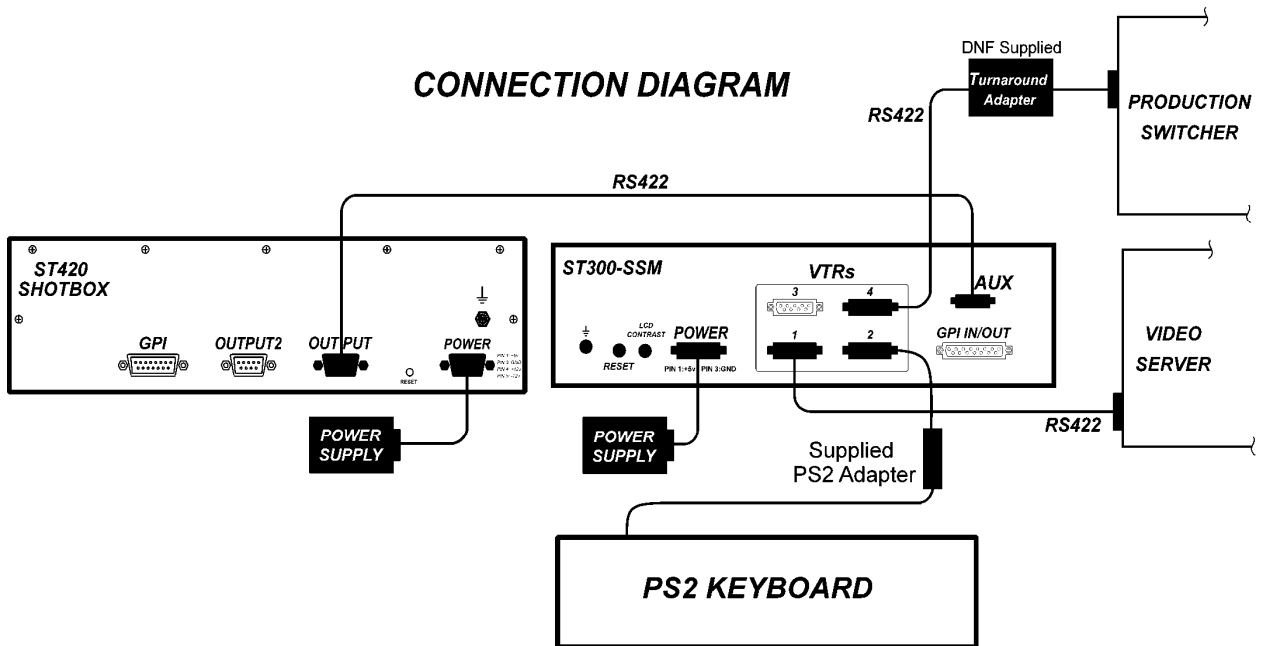 CONNECTION DIAGRAM
DNF Supplied
Turnaround
Adapter
RS422
PRODUCTION
SWITCHER
RS422
ST420
SHOTBOX
GPI
OUTPUT2
OUTPUT
RESET
POWER
POWER
SUPPLY
ST300-SSM
LCD
CONTRAST
RESET
POWER
PIN 1:+5v
PIN 3:GND
VTRs
3
4
1
2
AUX
GPI IN/OUT
POWER
SUPPLY
Supplied
PS2 Adapter
RS422
VIDEO
SERVER
PS2 KEYBOARD